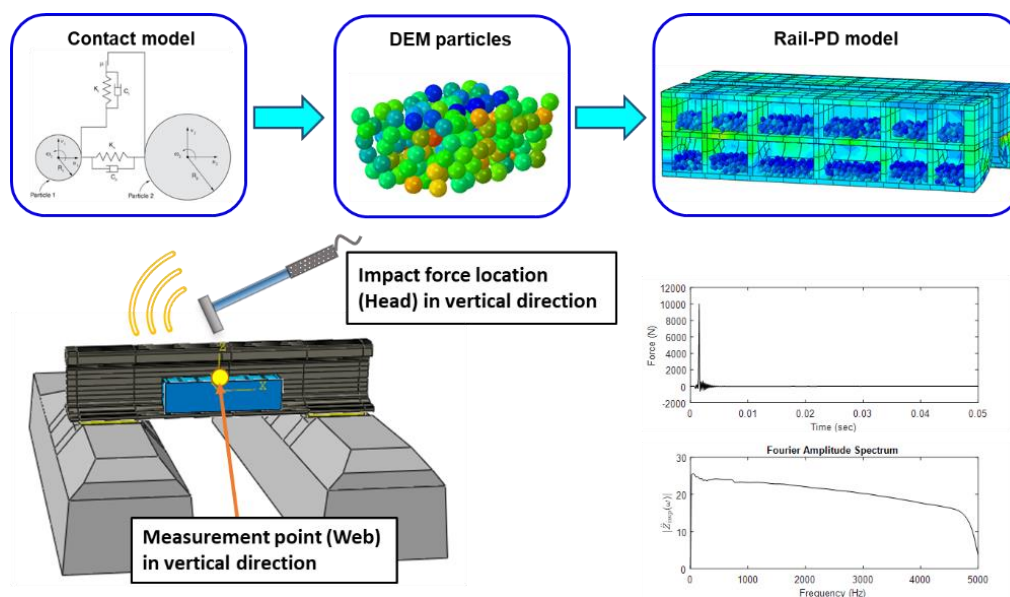 Contact model
DEM particles
Rail-PD model
Particle 1
Particle 2
Impact force location
(Head) in vertical direction
Z
X
Measurement point (Web)
in vertical direction
12000
10000
8000
6000
4000
2000
0
-2000
Force (N)
0
0.01
0.02
0.03
0.04
0.05
Time (sec)
Fourier Amplitude Spectrum
30
20
10
0
0
1000
2000
3000
4000
5000
Frequency (Hz)